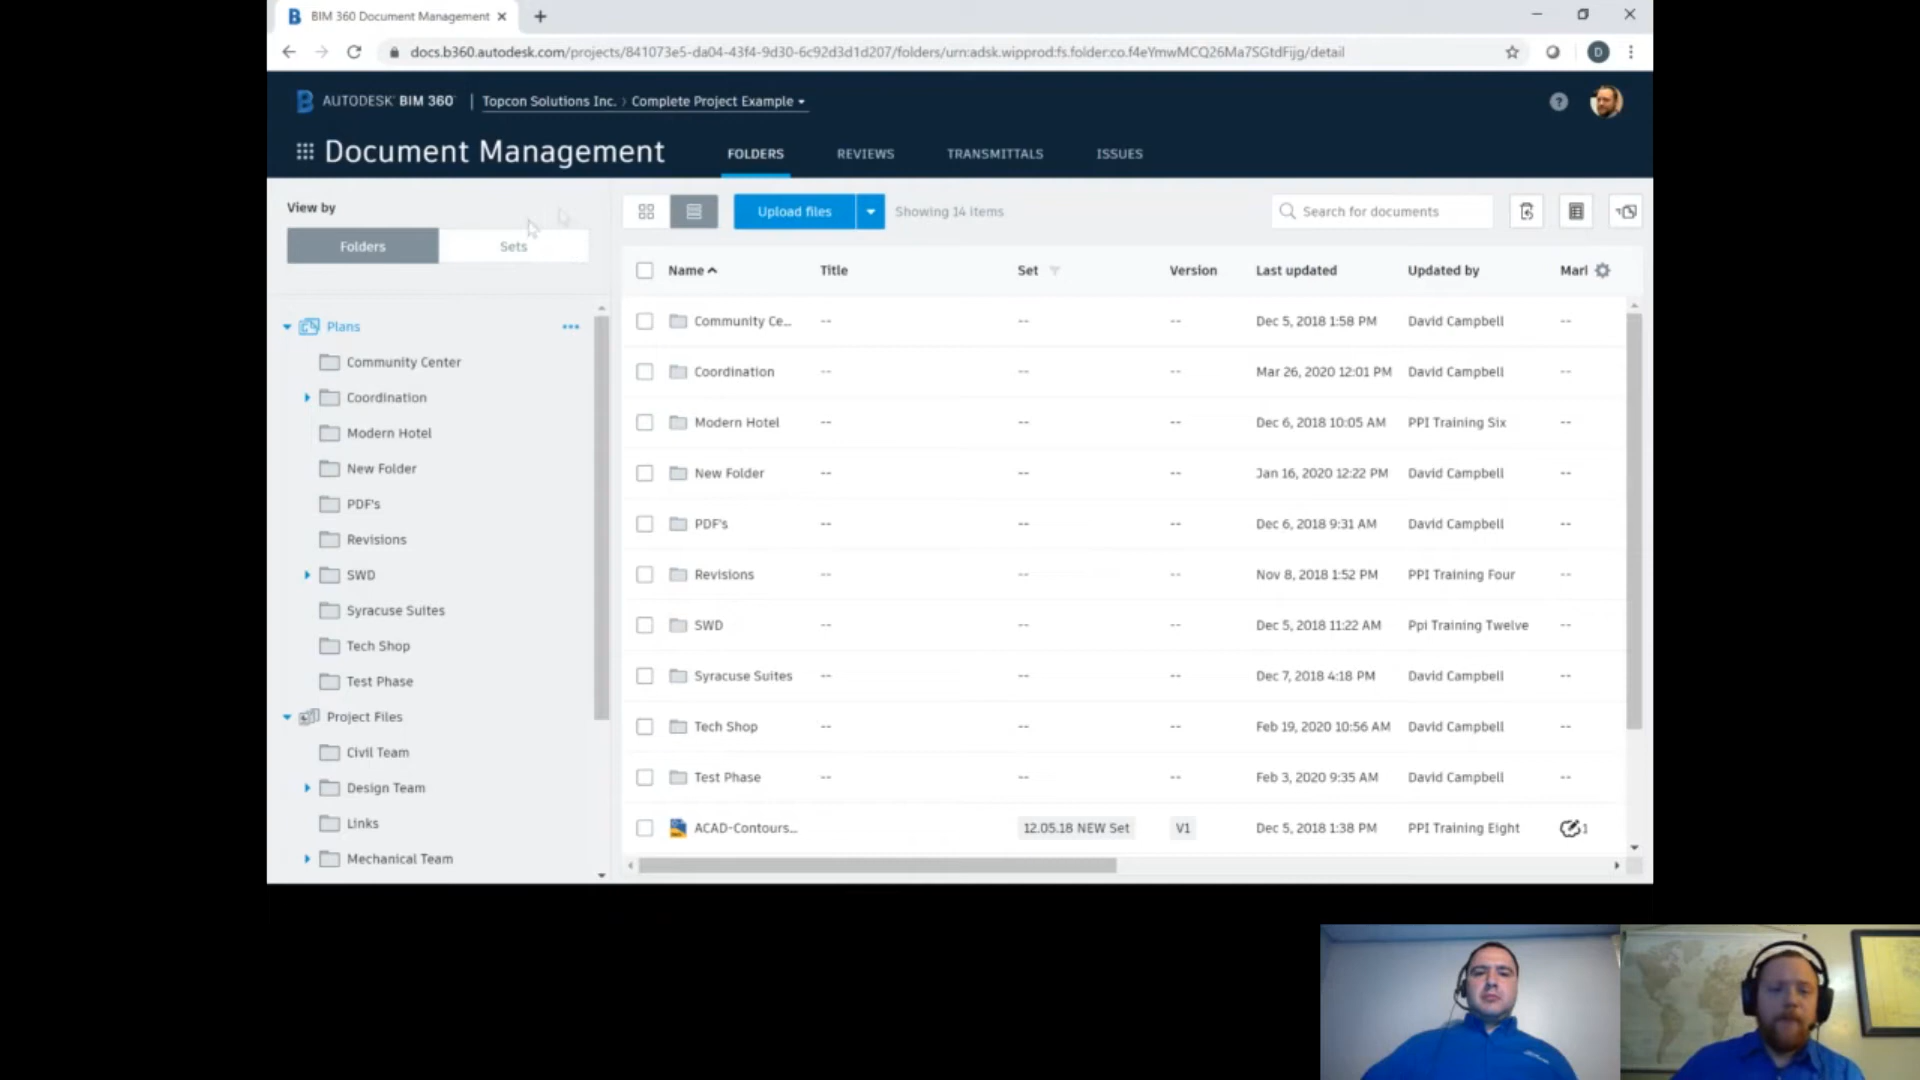 BIM 360 Document Management
docs.b360.autodesk.com/projects/841073e5-da04-43f4-9d30-6c92d3d1d207/folders/urn:adsk.wipprod:fs.folder:co.f4eYmwMCQ26Ma7SGtdFijg/detail
D
AUTODESK® BIM 360® Topcon Solutions Inc. › Complete Project Example
?
Document Management FOLDERS REVIEWS TRANSMITTALS ISSUES
View by
Folders Sets
Plans
Community Center
Coordination
Modern Hotel
New Folder
PDF's
Revisions
SWD
Syracuse Suites
Tech Shop
Test Phase
Project Files
Civil Team
Design Team
Links
Mechanical Team
Upload files Showing 14 items Search for documents
Name Title Set Version Last updated Updated by Marl
Community Ce... -- -- -- Dec 5, 2018 1:58 PM David Campbell --
Coordination -- -- -- Mar 26, 2020 12:01 PM David Campbell --
Modern Hotel -- -- -- Dec 6, 2018 10:05 AM PPI Training Six --
New Folder -- -- -- Jan 16, 2020 12:22 PM David Campbell --
PDF's -- -- -- Dec 6, 2018 9:31 AM David Campbell --
Revisions -- -- -- Nov 8, 2018 1:52 PM PPI Training Four --
SWD -- -- -- Dec 5, 2018 11:22 AM Ppi Training Twelve --
Syracuse Suites -- -- -- Dec 7, 2018 4:18 PM David Campbell --
Tech Shop -- -- -- Feb 19, 2020 10:56 AM David Campbell --
Test Phase -- -- -- Feb 3, 2020 9:35 AM David Campbell --
ACAD-Contours... 12.05.18 NEW Set V1 Dec 5, 2018 1:38 PM PPI Training Eight 1